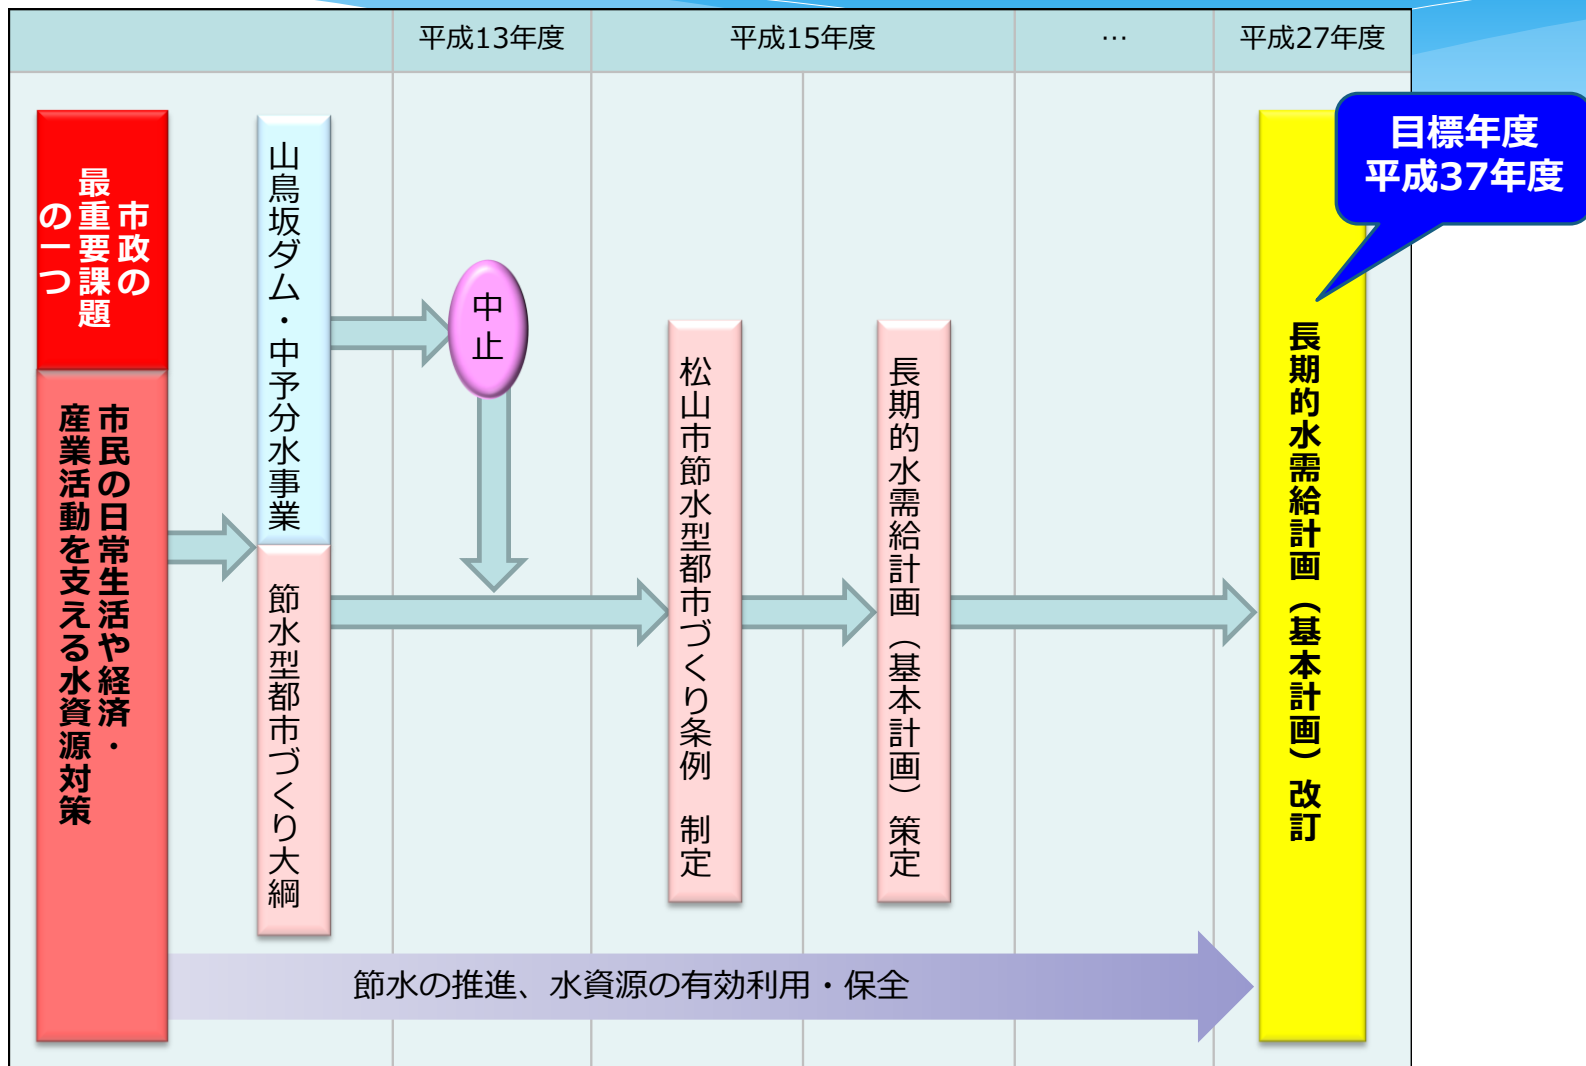 平成13年度
平成15年度
…
平成27年度
目標年度
平成37年度
市政の
最重要課題
の一つ
市民の日常生活や経済・
産業活動を支える水資源対策
山鳥坂ダム・中予分水事業
節水型都市づくり大綱
中止
松山市節水型都市づくり条例　制定
長期的水需給計画（基本計画）策定
長期的水需給計画（基本計画）改訂
節水の推進、水資源の有効利用・保全